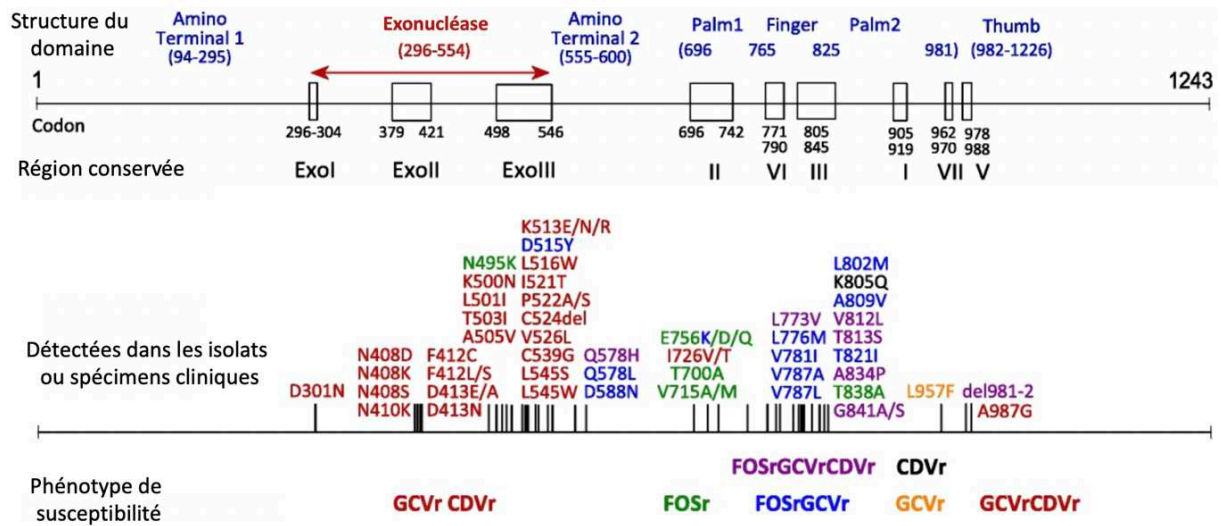 Structure du domaine
Amino Terminal 1 (94-295)
Exonucléase (296-554)
Amino Terminal 2 (555-600)
Palm1 Finger Palm2 Thumb
(696 765 825 981) (982-1226)
1 1243
Codon
296-304 379 421 498 546 696 742 771 790 805 845 905 919 962 970 978 988
Région conservée ExoI ExoII ExoIII II VI III I VII V
Détectées dans les isolats ou spécimens cliniques
D301N
N408D
N408K
N408S
N410K
F412C
F412L/S
D413E/A
D413N
N495K
K500N
L501I
T503I
A505V
K513E/N/R
D515Y
L516W
I521T
P522A/S
C524del
V526L
C539G
L545S
L545W
Q578H
Q578L
D588N
E756K/D/Q
I726V/T
T700A
V715A/M
L773V
L776M
V781I
V787A
V787L
L802M
K805Q
A809V
V812L
T813S
T821I
A834P
T838A
G841A/S
L957F
del981-2
A987G
Phénotype de susceptibilité
FOSrGCVrCDVr CDVr
GCVr CDVr FOSr FOSrGCVr GCVr GCVrCDVr